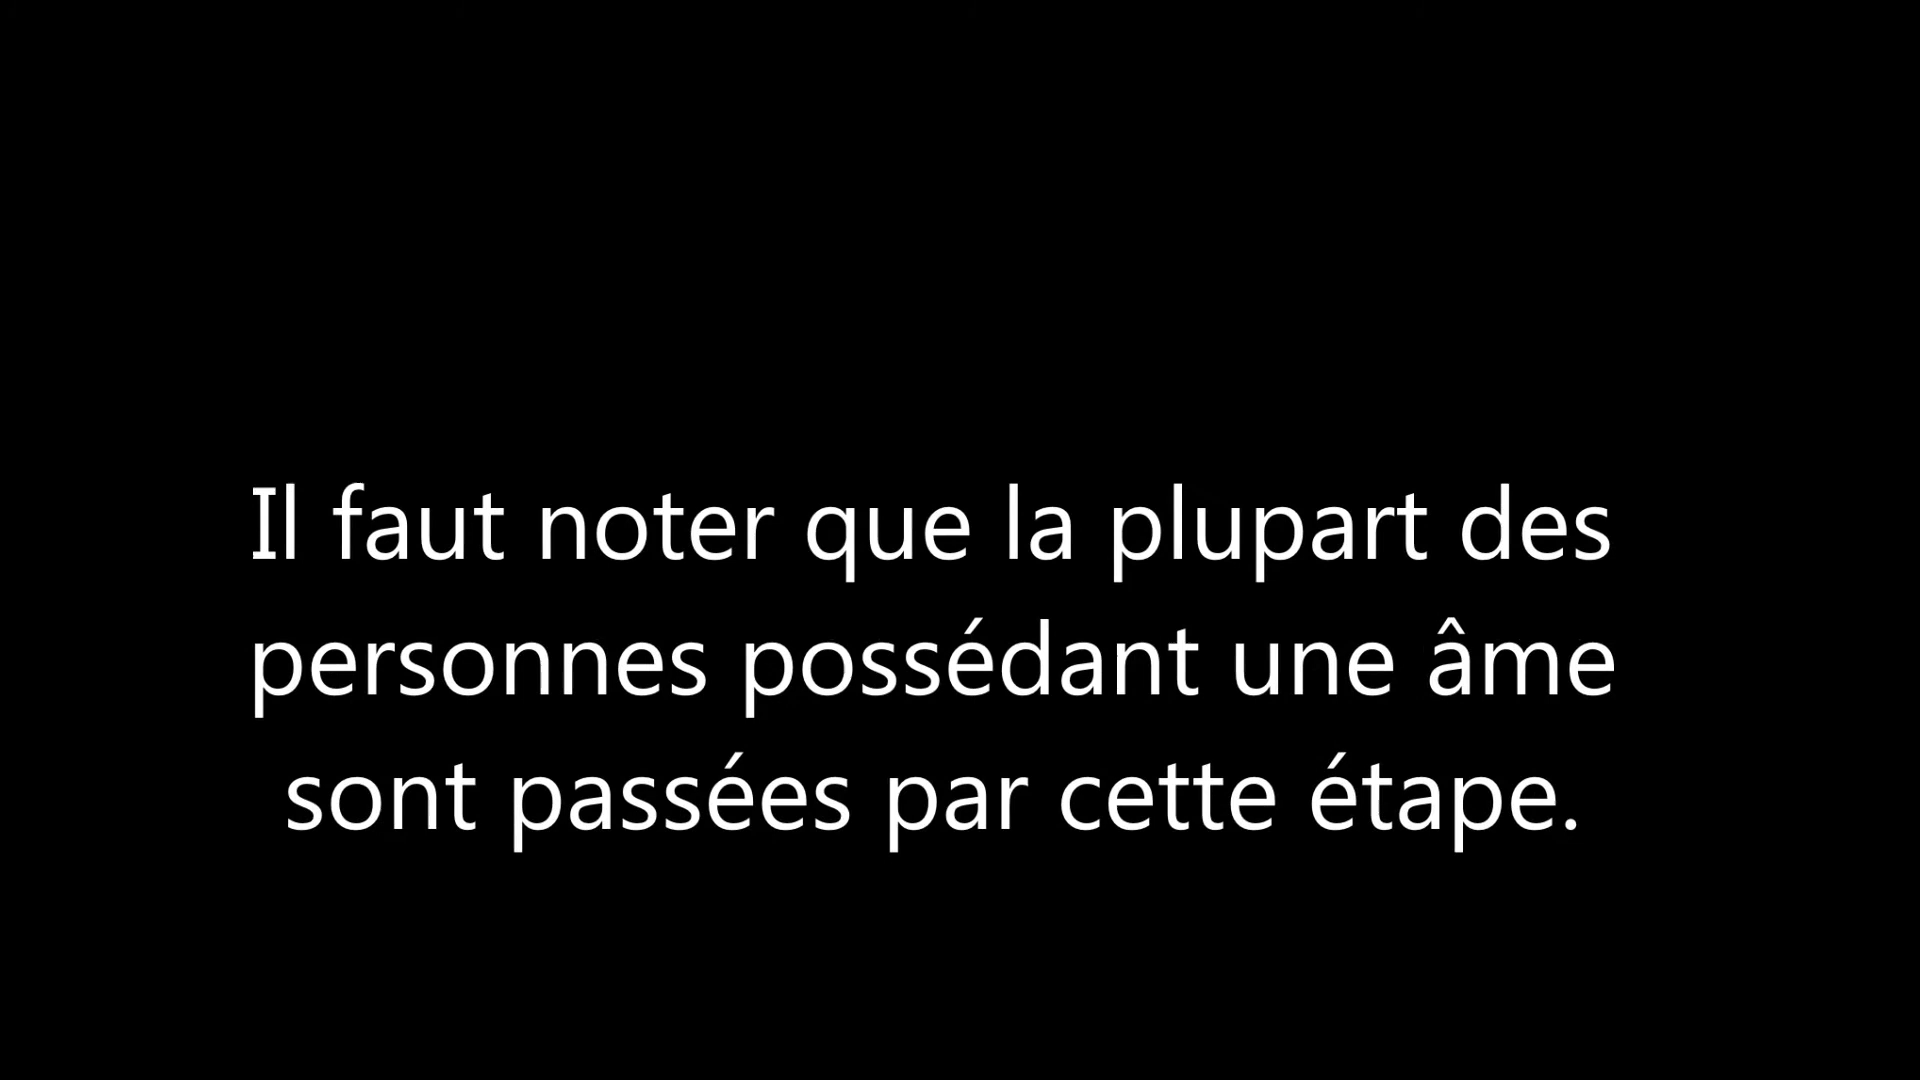 Il faut noter que la plupart des
personnes possédant une âme
sont passées par cette étape.